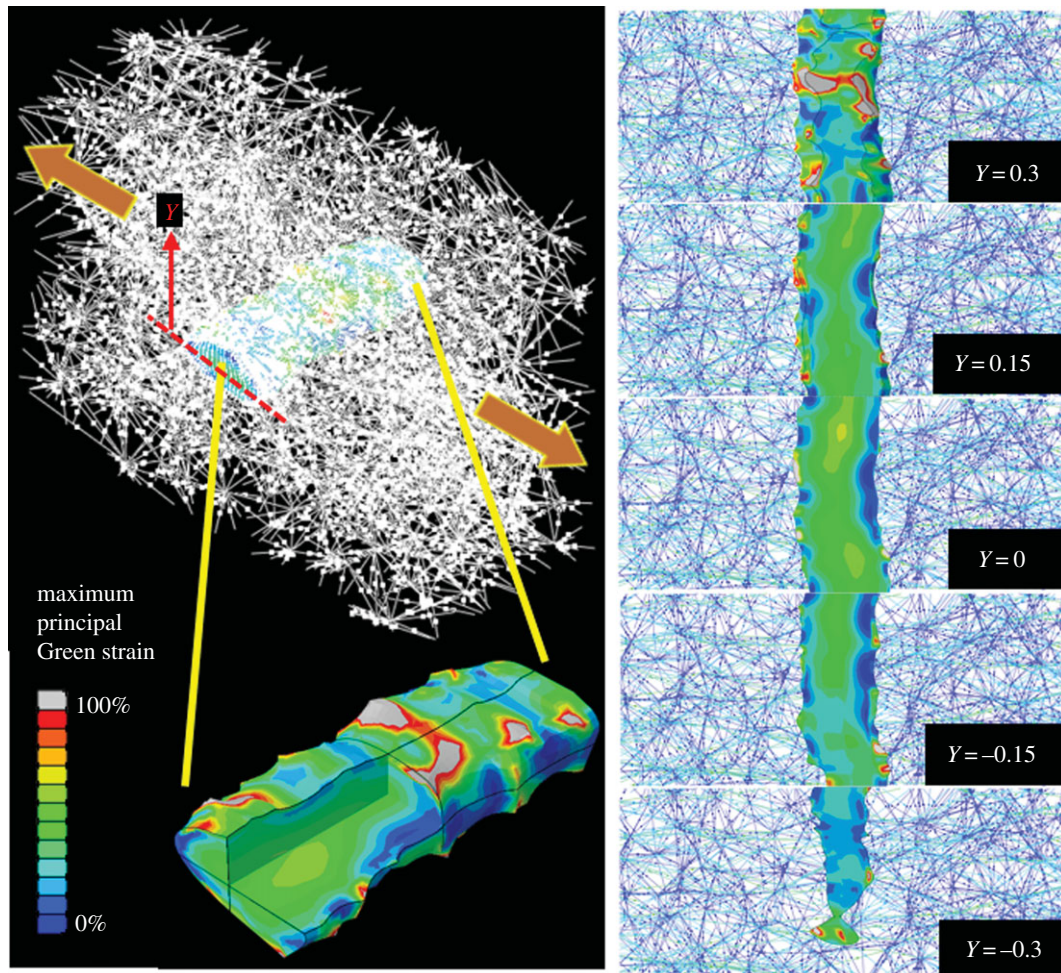 Y
maximum
principal
Green strain
100%
0%
Y = 0.3
Y = 0.15
Y = 0
Y = –0.15
Y = –0.3